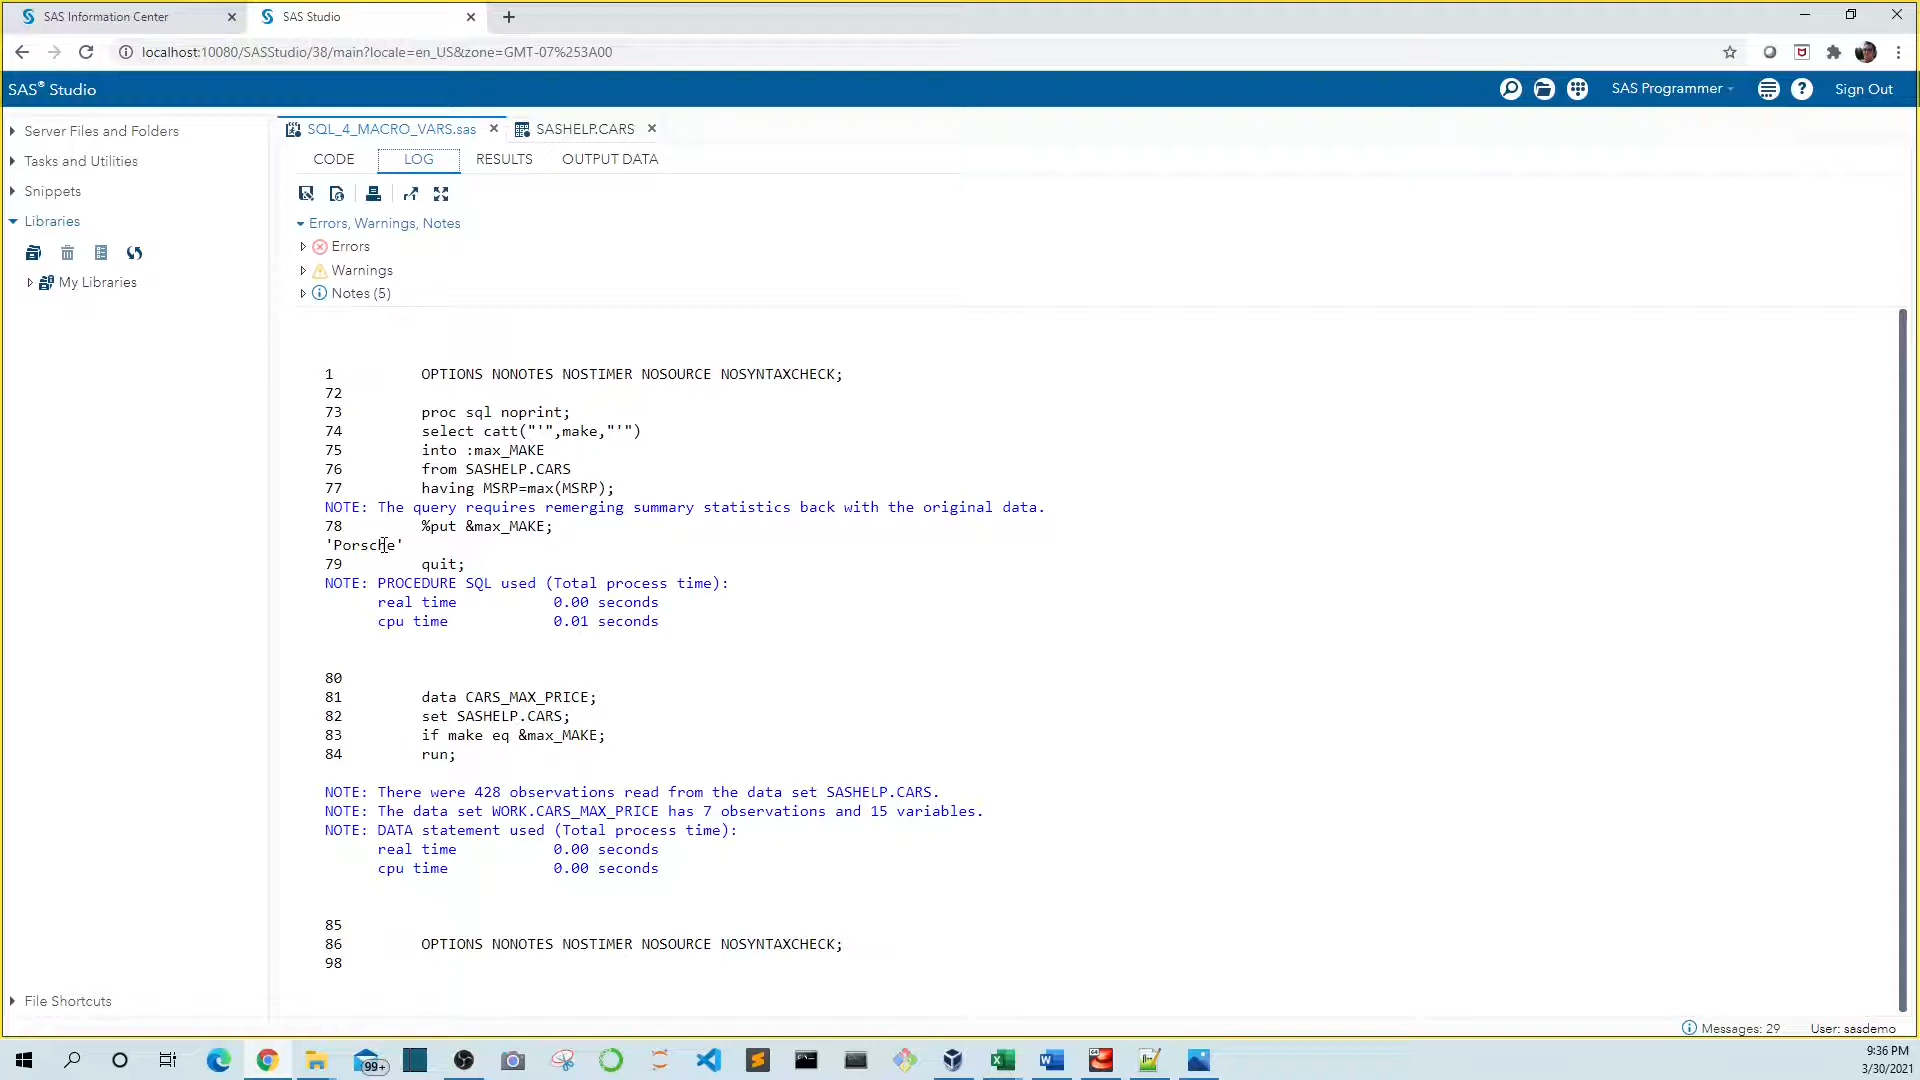 SAS Information Center
SAS Studio
localhost:10080/SASStudio/38/main?locale=en_US&zone=GMT-07%253A00
SAS® Studio
SAS Programmer
Sign Out
Server Files and Folders
Tasks and Utilities
Snippets
Libraries
My Libraries
File Shortcuts
SQL_4_MACRO_VARS.sas
SASHELP.CARS
CODE
LOG
RESULTS
OUTPUT DATA
Errors, Warnings, Notes
Errors
Warnings
Notes (5)
1 OPTIONS NONOTES NOSTIMER NOSOURCE NOSYNTAXCHECK;
72
73 proc sql noprint;
74 select catt("'",make,"'")
75 into :max_MAKE
76 from SASHELP.CARS
77 having MSRP=max(MSRP);
NOTE: The query requires remerging summary statistics back with the original data.
78 %put &max_MAKE;
'Porsche'
79 quit;
NOTE: PROCEDURE SQL used (Total process time):
real time 0.00 seconds
cpu time 0.01 seconds
80
81 data CARS_MAX_PRICE;
82 set SASHELP.CARS;
83 if make eq &max_MAKE;
84 run;
NOTE: There were 428 observations read from the data set SASHELP.CARS.
NOTE: The data set WORK.CARS_MAX_PRICE has 7 observations and 15 variables.
NOTE: DATA statement used (Total process time):
real time 0.00 seconds
cpu time 0.00 seconds
85
86 OPTIONS NONOTES NOSTIMER NOSOURCE NOSYNTAXCHECK;
98
Messages: 29
User: sasdemo
99+
9:36 PM
3/30/2021